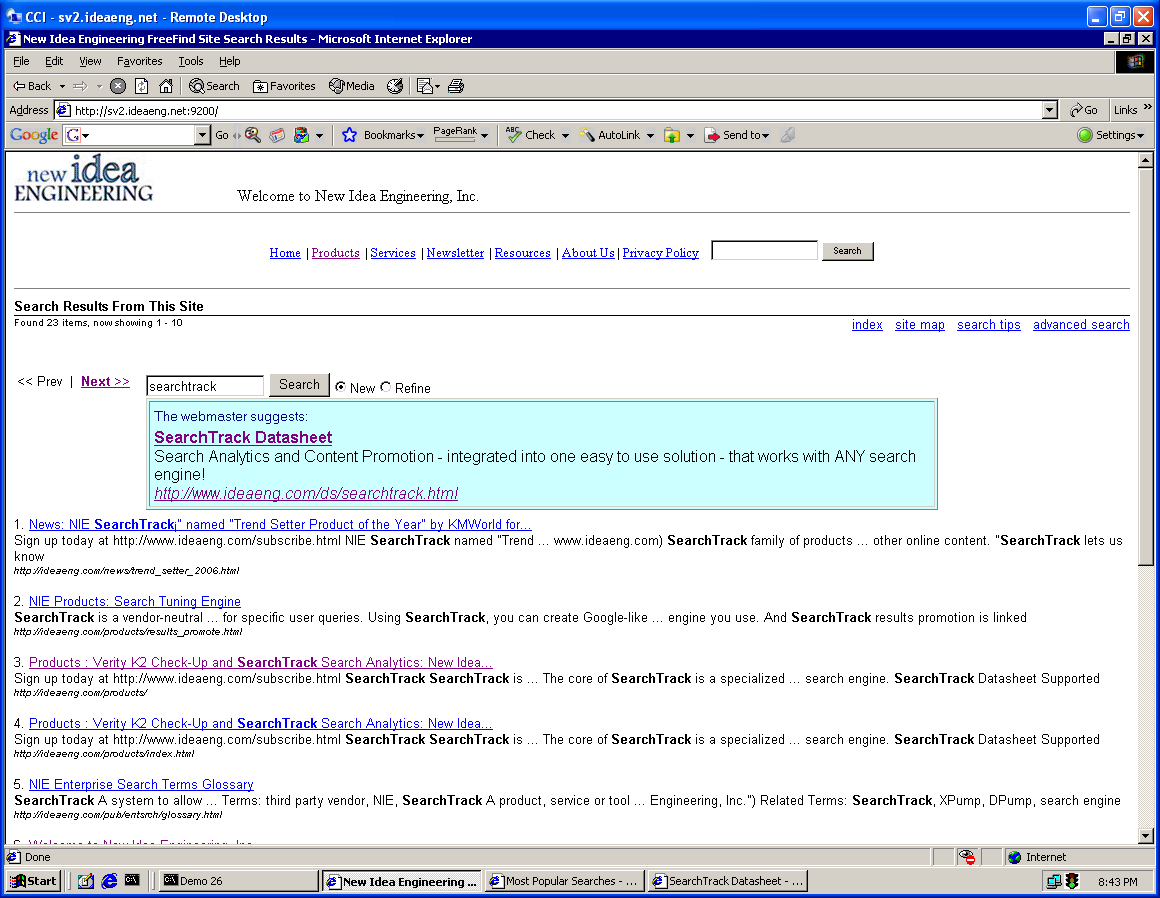 CCI - sv2.ideaeng.net - Remote Desktop
New Idea Engineering FreeFind Site Search Results - Microsoft Internet Explorer
File Edit View Favorites Tools Help
Back Search Favorites Media
Address http://sv2.ideaeng.net:9200/ Go Links »
Google G Go PageRank Bookmarks ABC Check AutoLink Send to Settings
new idea
ENGINEERING
Welcome to New Idea Engineering, Inc.
Home | Products | Services | Newsletter | Resources | About Us | Privacy Policy Search
Search Results From This Site
Found 23 items, now showing 1 - 10
index site map search tips advanced search
<< Prev | Next >> searchtrack Search New Refine
The webmaster suggests:
SearchTrack Datasheet
Search Analytics and Content Promotion - integrated into one easy to use solution - that works with ANY search
engine!
http://www.ideaeng.com/ds/searchtrack.html
1. News: NIE SearchTrack¡" named "Trend Setter Product of the Year" by KMWorld for...
Sign up today at http://www.ideaeng.com/subscribe.html NIE SearchTrack named "Trend ... www.ideaeng.com) SearchTrack family of products ... other online content. "SearchTrack lets us
know
http://ideaeng.com/news/trend_setter_2006.html
2. NIE Products: Search Tuning Engine
SearchTrack is a vendor-neutral ... for specific user queries. Using SearchTrack, you can create Google-like ... engine you use. And SearchTrack results promotion is linked
http://ideaeng.com/products/results_promote.html
3. Products : Verity K2 Check-Up and SearchTrack Search Analytics: New Idea...
Sign up today at http://www.ideaeng.com/subscribe.html SearchTrack SearchTrack is ... The core of SearchTrack is a specialized ... search engine. SearchTrack Datasheet Supported
http://ideaeng.com/products/
4. Products : Verity K2 Check-Up and SearchTrack Search Analytics: New Idea...
Sign up today at http://www.ideaeng.com/subscribe.html SearchTrack SearchTrack is ... The core of SearchTrack is a specialized ... search engine. SearchTrack Datasheet Supported
http://ideaeng.com/products/index.html
5. NIE Enterprise Search Terms Glossary
SearchTrack A system to allow ... Terms: third party vendor, NIE, SearchTrack A product, service or tool ... Engineering, Inc.") Related Terms: SearchTrack, XPump, DPump, search engine
http://ideaeng.com/pub/entsrch/glossary.html
6. Welcome to New Idea Engineering, Inc.
Done Internet
Start Demo 26 New Idea Engineering ... Most Popular Searches - ... SearchTrack Datasheet - ... 8:43 PM